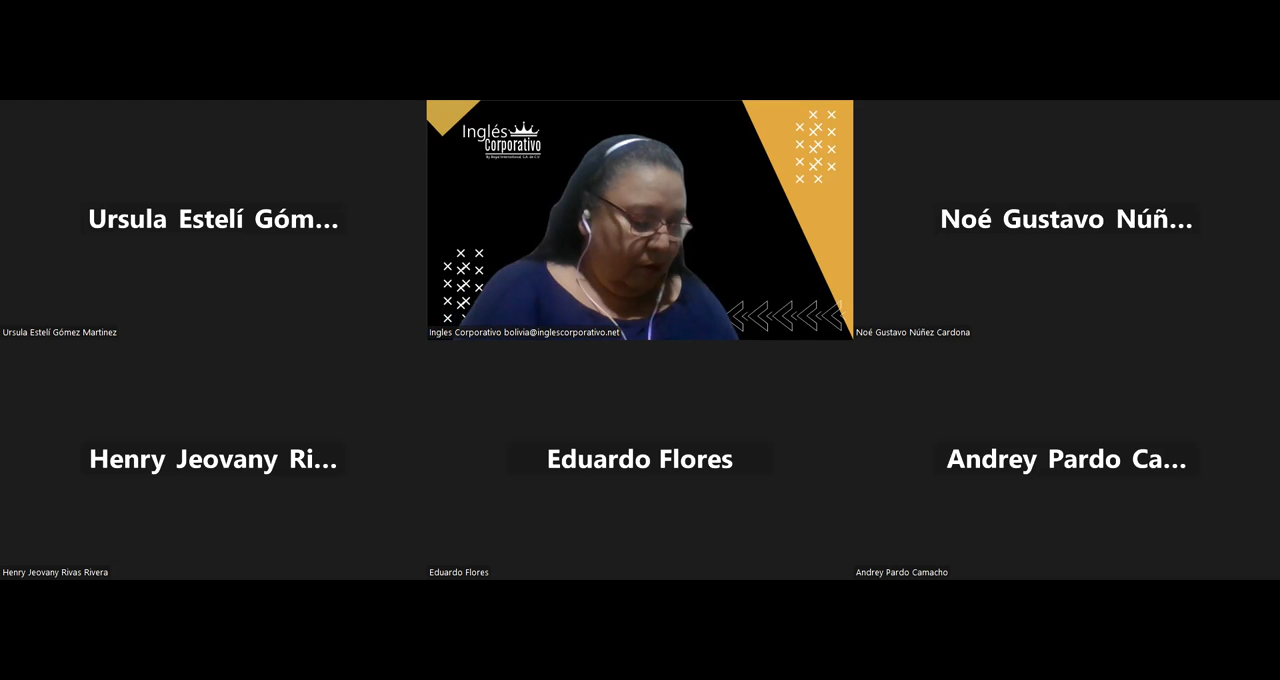 Ursula Estelí Góm...
Ursula Estelí Gómez Martinez
Inglés
Corporativo
Ingles Corporativo bolivia@inglescorporativo.net
Noé Gustavo Núñ...
Noé Gustavo Núñez Cardona
Henry Jeovany Ri...
Henry Jeovany Rivas Rivera
Eduardo Flores
Eduardo Flores
Andrey Pardo Ca...
Andrey Pardo Camacho